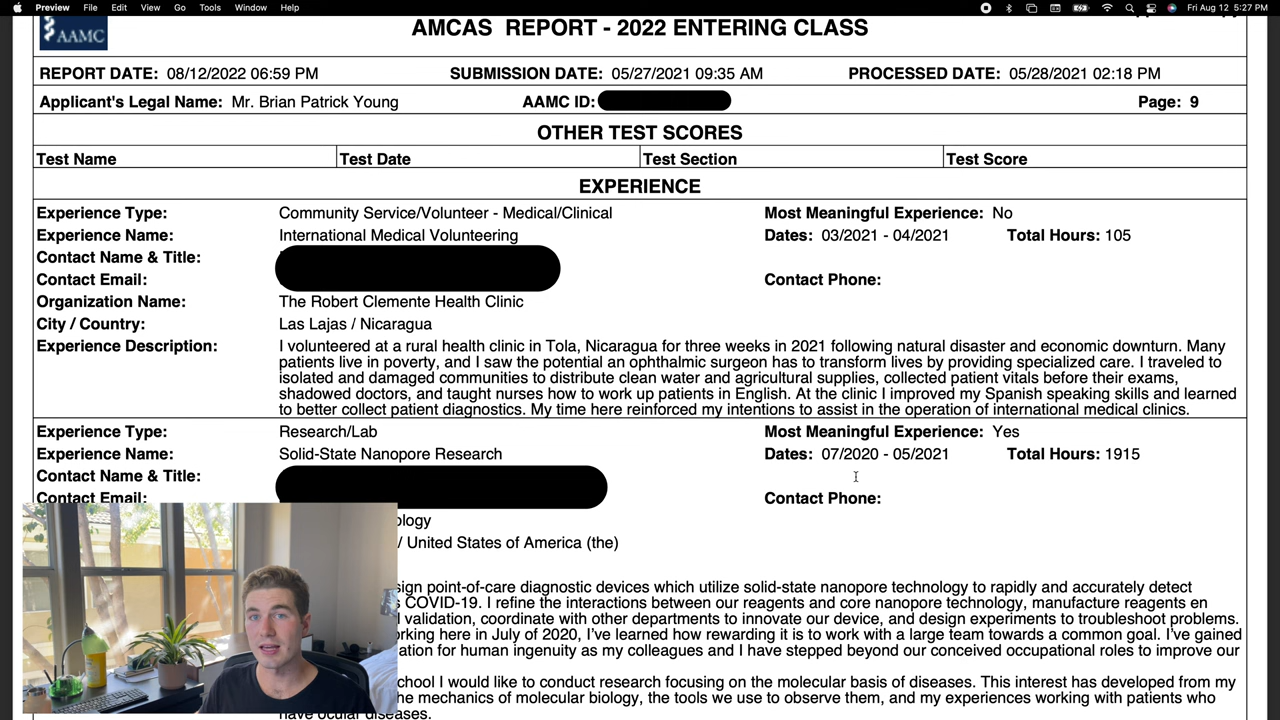 Preview File Edit View Go Tools Window Help Fri Aug 12 5:27 PM
AAMC
AMCAS REPORT - 2022 ENTERING CLASS
REPORT DATE: 08/12/2022 06:59 PM SUBMISSION DATE: 05/27/2021 09:35 AM PROCESSED DATE: 05/28/2021 02:18 PM
Applicant's Legal Name: Mr. Brian Patrick Young AAMC ID: Page: 9
OTHER TEST SCORES
Test Name Test Date Test Section Test Score
EXPERIENCE
Experience Type: Community Service/Volunteer - Medical/Clinical Most Meaningful Experience: No
Experience Name: International Medical Volunteering Dates: 03/2021 - 04/2021 Total Hours: 105
Contact Name & Title:
Contact Email: Contact Phone:
Organization Name: The Robert Clemente Health Clinic
City / Country: Las Lajas / Nicaragua
Experience Description: I volunteered at a rural health clinic in Tola, Nicaragua for three weeks in 2021 following natural disaster and economic downturn. Many
patients live in poverty, and I saw the potential an ophthalmic surgeon has to transform lives by providing specialized care. I traveled to
isolated and damaged communities to distribute clean water and agricultural supplies, collected patient vitals before their exams,
shadowed doctors, and taught nurses how to work up patients in English. At the clinic I improved my Spanish speaking skills and learned
to better collect patient diagnostics. My time here reinforced my intentions to assist in the operation of international medical clinics.
Experience Type: Research/Lab Most Meaningful Experience: Yes
Experience Name: Solid-State Nanopore Research Dates: 07/2020 - 05/2021 Total Hours: 1915
Contact Name & Title:
Contact Email: Contact Phone:
ology
/ United States of America (the)
sign point-of-care diagnostic devices which utilize solid-state nanopore technology to rapidly and accurately detect
s COVID-19. I refine the interactions between our reagents and core nanopore technology, manufacture reagents en
d validation, coordinate with other departments to innovate our device, and design experiments to troubleshoot problems.
orking here in July of 2020, I've learned how rewarding it is to work with a large team towards a common goal. I've gained
ation for human ingenuity as my colleagues and I have stepped beyond our conceived occupational roles to improve our
chool I would like to conduct research focusing on the molecular basis of diseases. This interest has developed from my
the mechanics of molecular biology, the tools we use to observe them, and my experiences working with patients who
have ocular diseases.